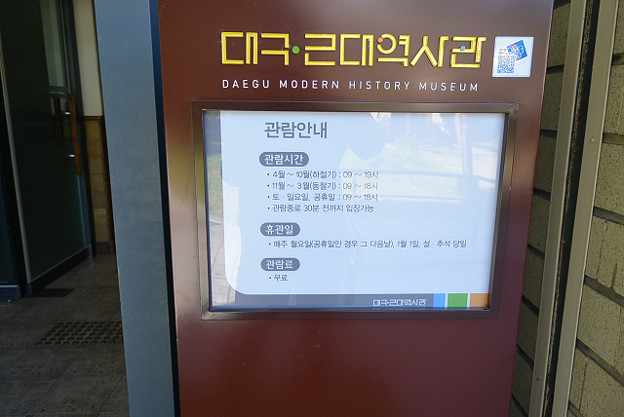 대구·근대역사관
DAEGU MODERN HISTORY MUSEUM
관람안내
관람시간
• 4월 ~ 10월(하절기) : 09 ~ 19시
• 11월 ~ 3월(동절기) : 09 ~ 18시
• 토·일요일, 공휴일 : 09 ~ 18시
• 관람종료 30분 전까지 입장가능
휴관일
• 매주 월요일(공휴일인 경우 그 다음날), 1월 1일, 설·추석 당일
관람료
• 무료
대구·근대역사관